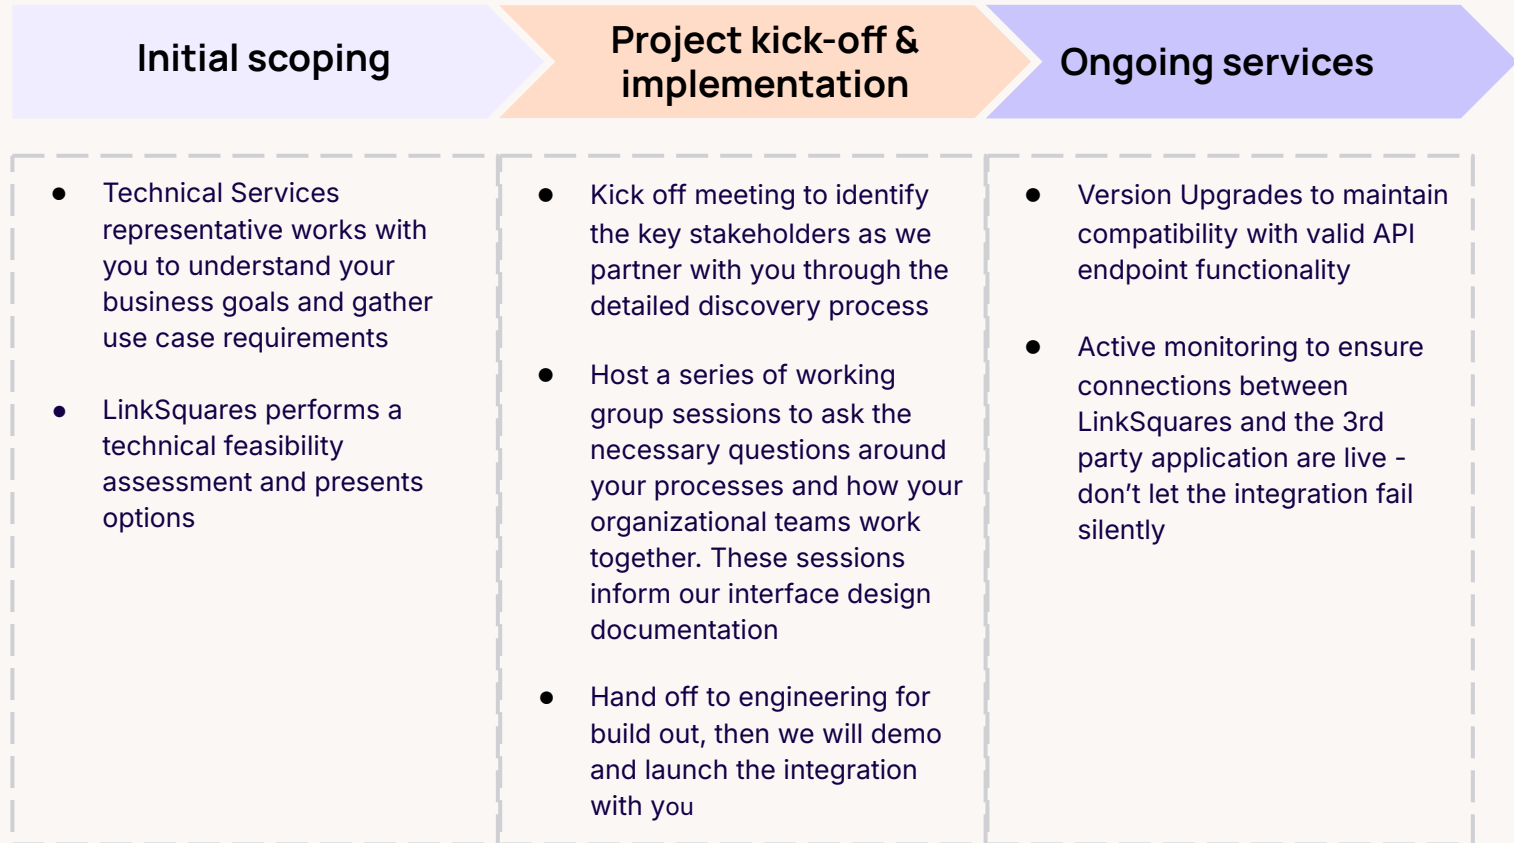 Initial scoping
Project kick-off &
implementation
Ongoing services
● Technical Services
representative works with
you to understand your
business goals and gather
use case requirements
● LinkSquares performs a
technical feasibility
assessment and presents
options
● Kick off meeting to identify
the key stakeholders as we
partner with you through the
detailed discovery process
● Host a series of working
group sessions to ask the
necessary questions around
your processes and how your
organizational teams work
together. These sessions
inform our interface design
documentation
● Hand off to engineering for
build out, then we will demo
and launch the integration
with you
● Version Upgrades to maintain
compatibility with valid API
endpoint functionality
● Active monitoring to ensure
connections between
LinkSquares and the 3rd
party application are live -
don’t let the integration fail
silently